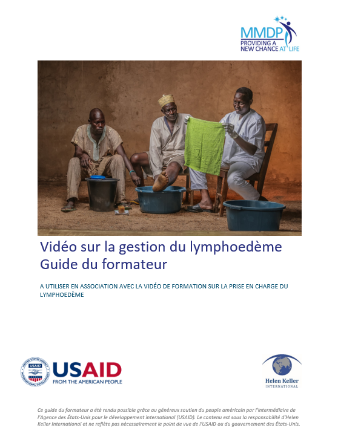 MMDP
PROVIDING A
NEW CHANCE AT LIFE
Vidéo sur la gestion du lymphoedème
Guide du formateur
A UTILISER EN ASSOCIATION AVEC LA VIDÉO DE FORMATION SUR LA PRISE EN CHARGE DU
LYMPHOEDÈME
USAID
FROM THE AMERICAN PEOPLE
Helen Keller
INTERNATIONAL
Ce guide du formateur a été rendu possible grâce au généreux soutien du peuple américain par l'intermédiaire de
l'Agence des États-Unis pour le développement international (USAID). Le contenu est sous la responsabilité d'Helen
Keller International et ne reflète pas nécessairement le point de vue de l'USAID ou du gouvernement des États-Unis.